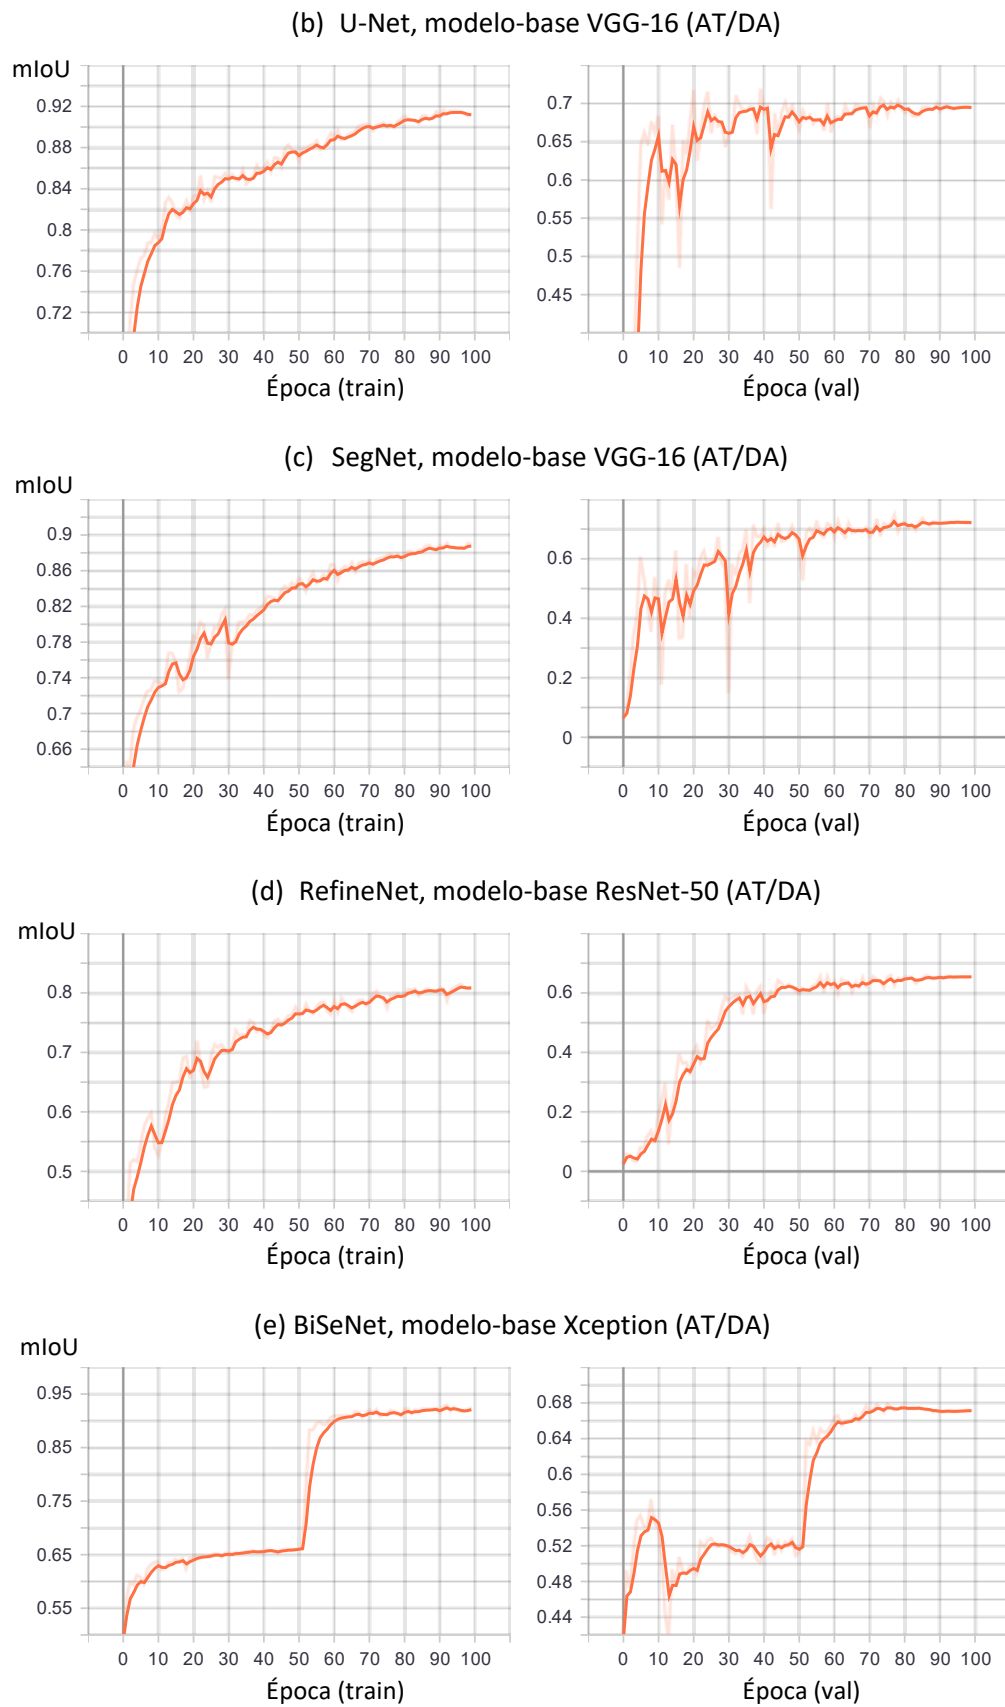 (b) U-Net, modelo-base VGG-16 (AT/DA)
mIoU
0.92
0.88
0.84
0.8
0.76
0.72
0 10 20 30 40 50 60 70 80 90 100
Época (train)
0.7
0.65
0.6
0.55
0.5
0.45
0 10 20 30 40 50 60 70 80 90 100
Época (val)
(c) SegNet, modelo-base VGG-16 (AT/DA)
mIoU
0.9
0.86
0.82
0.78
0.74
0.7
0.66
0 10 20 30 40 50 60 70 80 90 100
Época (train)
0.6
0.4
0.2
0
0 10 20 30 40 50 60 70 80 90 100
Época (val)
(d) RefineNet, modelo-base ResNet-50 (AT/DA)
mIoU
0.8
0.7
0.6
0.5
0 10 20 30 40 50 60 70 80 90 100
Época (train)
0.6
0.4
0.2
0
0 10 20 30 40 50 60 70 80 90 100
Época (val)
(e) BiSeNet, modelo-base Xception (AT/DA)
mIoU
0.95
0.85
0.75
0.65
0.55
0 10 20 30 40 50 60 70 80 90 100
Época (train)
0.68
0.64
0.6
0.56
0.52
0.48
0.44
0 10 20 30 40 50 60 70 80 90 100
Época (val)